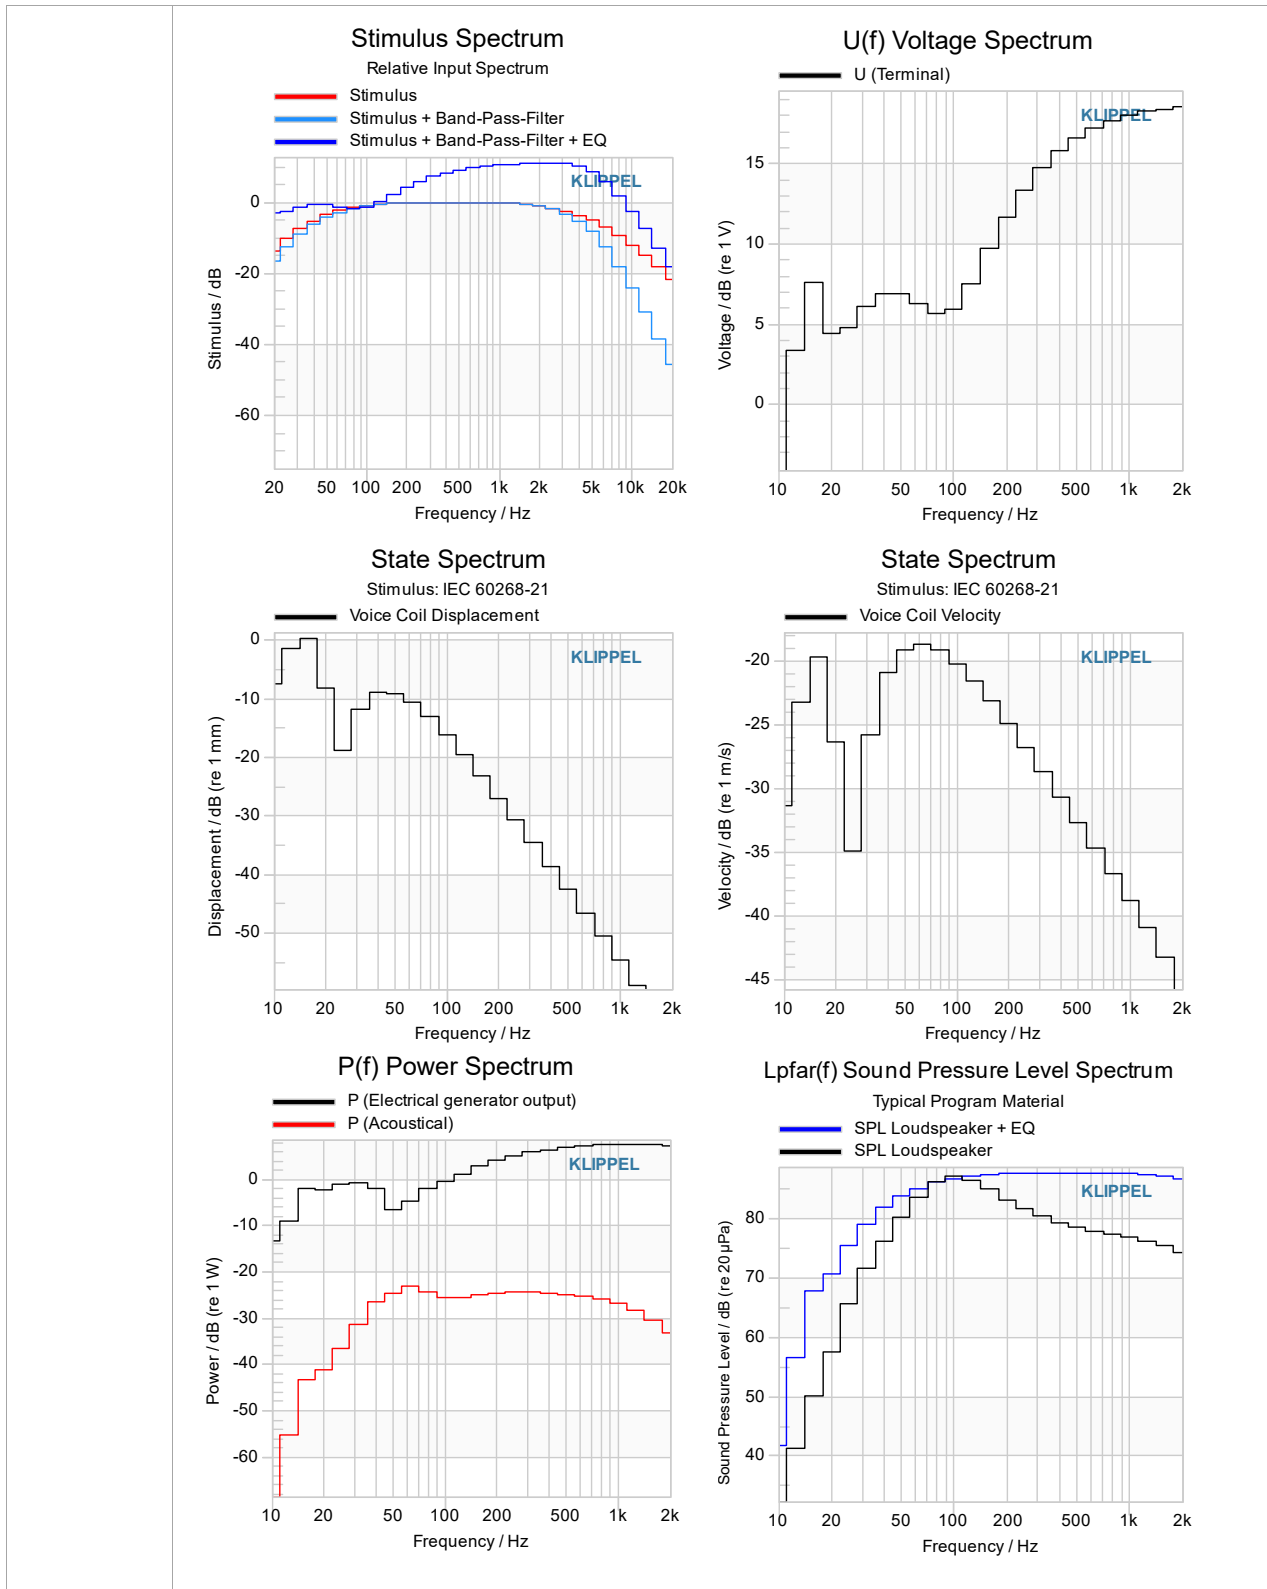 Stimulus Spectrum
Relative Input Spectrum
Stimulus
Stimulus + Band-Pass-Filter
Stimulus + Band-Pass-Filter + EQ
KLIPPEL
Stimulus / dB
0
-20
-40
-60
20 50 100 200 500 1k 2k 5k 10k 20k
Frequency / Hz
U(f) Voltage Spectrum
U (Terminal)
KLIPPEL
Voltage / dB (re 1 V)
15
10
5
0
10 20 50 100 200 500 1k 2k
Frequency / Hz
State Spectrum
Stimulus: IEC 60268-21
Voice Coil Displacement
KLIPPEL
Displacement / dB (re 1 mm)
0
-10
-20
-30
-40
-50
10 20 50 100 200 500 1k 2k
Frequency / Hz
State Spectrum
Stimulus: IEC 60268-21
Voice Coil Velocity
KLIPPEL
Velocity / dB (re 1 m/s)
-20
-25
-30
-35
-40
-45
10 20 50 100 200 500 1k 2k
Frequency / Hz
P(f) Power Spectrum
P (Electrical generator output)
P (Acoustical)
KLIPPEL
Power / dB (re 1 W)
0
-10
-20
-30
-40
-50
-60
10 20 50 100 200 500 1k 2k
Frequency / Hz
Lpfar(f) Sound Pressure Level Spectrum
Typical Program Material
SPL Loudspeaker + EQ
SPL Loudspeaker
KLIPPEL
Sound Pressure Level / dB (re 20 µPa)
80
70
60
50
40
10 20 50 100 200 500 1k 2k
Frequency / Hz